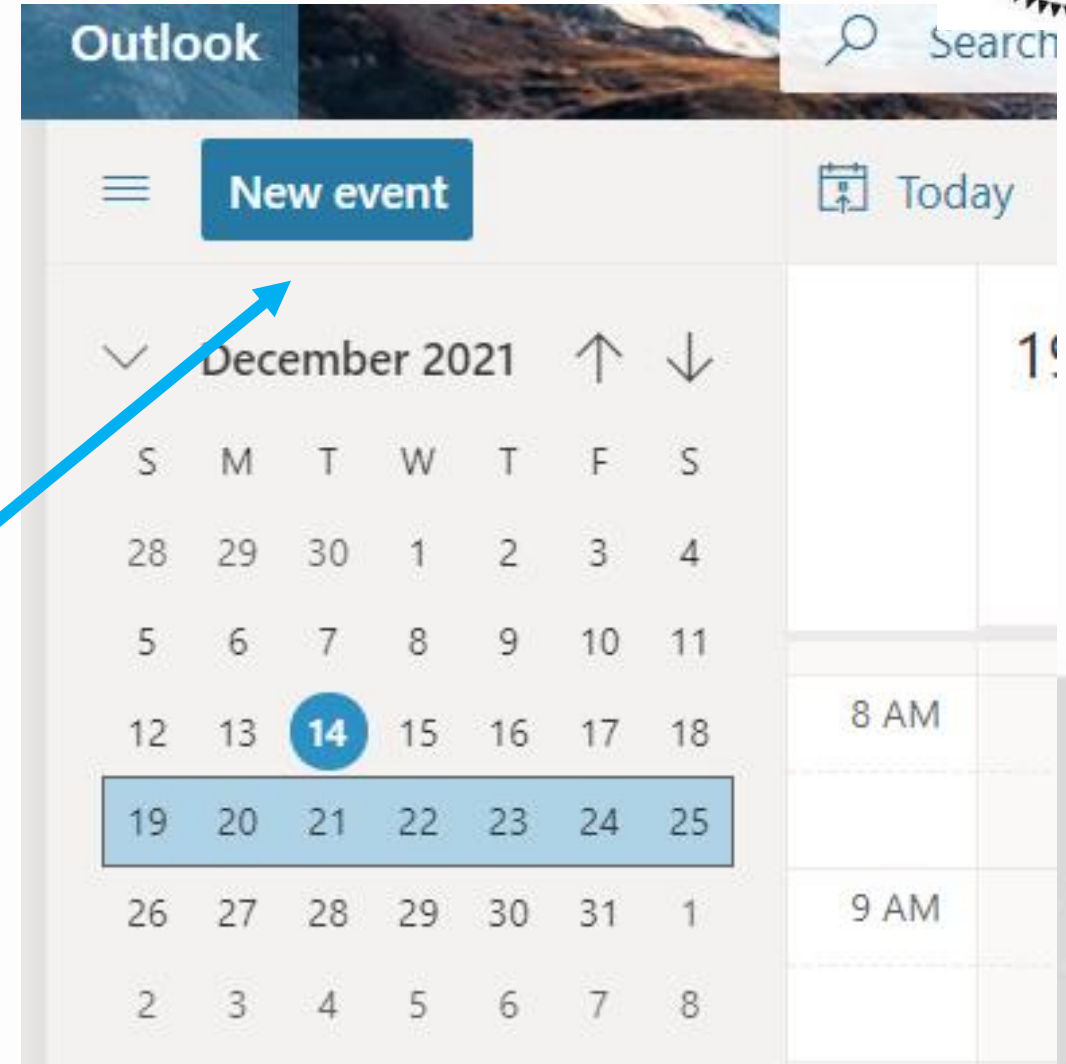 Outlook
Search
New event
Today
December 2021
S M T W T F S
28 29 30 1 2 3 4
5 6 7 8 9 10 11
12 13 14 15 16 17 18
19 20 21 22 23 24 25
26 27 28 29 30 31 1
2 3 4 5 6 7 8
19
8 AM
9 AM